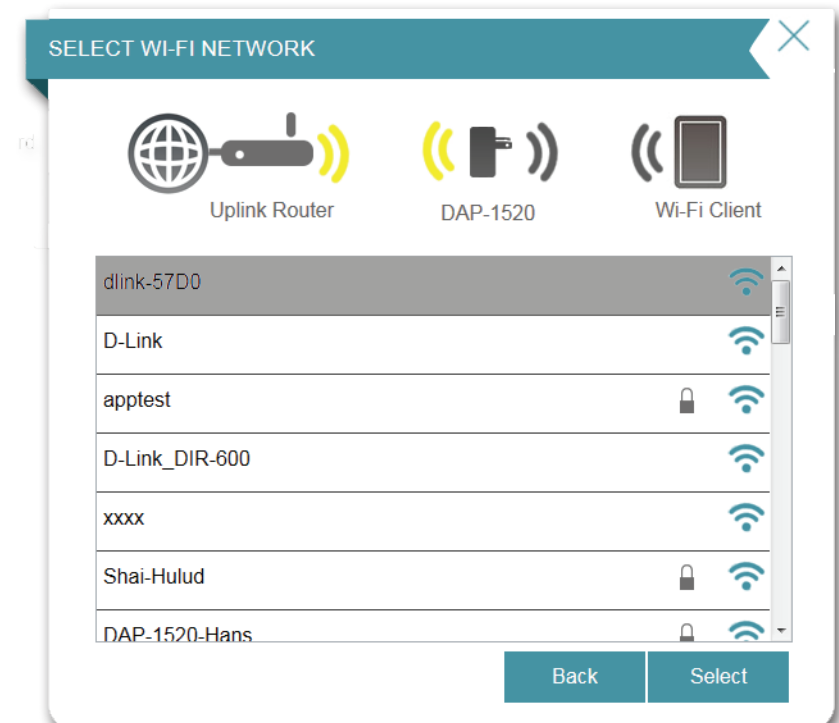 SELECT WI-FI NETWORK
Uplink Router
DAP-1520
Wi-Fi Client
dlink-57D0
D-Link
apptest
D-Link_DIR-600
xxxx
Shai-Hulud
DAP-1520-Hans
Back
Select